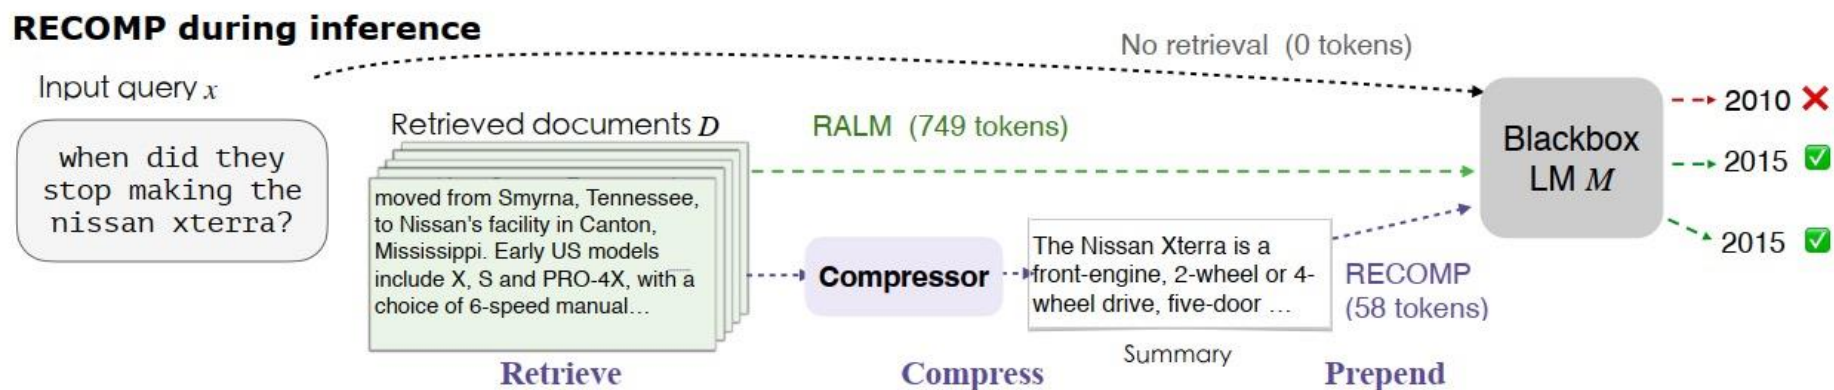 RECOMP during inference
No retrieval (0 tokens)
Input query x
when did they
stop making the
nissan xterra?
Retrieved documents D
moved from Smyrna, Tennessee,
to Nissan's facility in Canton,
Mississippi. Early US models
include X, S and PRO-4X, with a
choice of 6-speed manual...
RALM (749 tokens)
Compressor
The Nissan Xterra is a
front-engine, 2-wheel or 4-
wheel drive, five-door ...
Summary
RECOMP
(58 tokens)
Blackbox
LM M
2010
2015
2015
Retrieve
Compress
Prepend